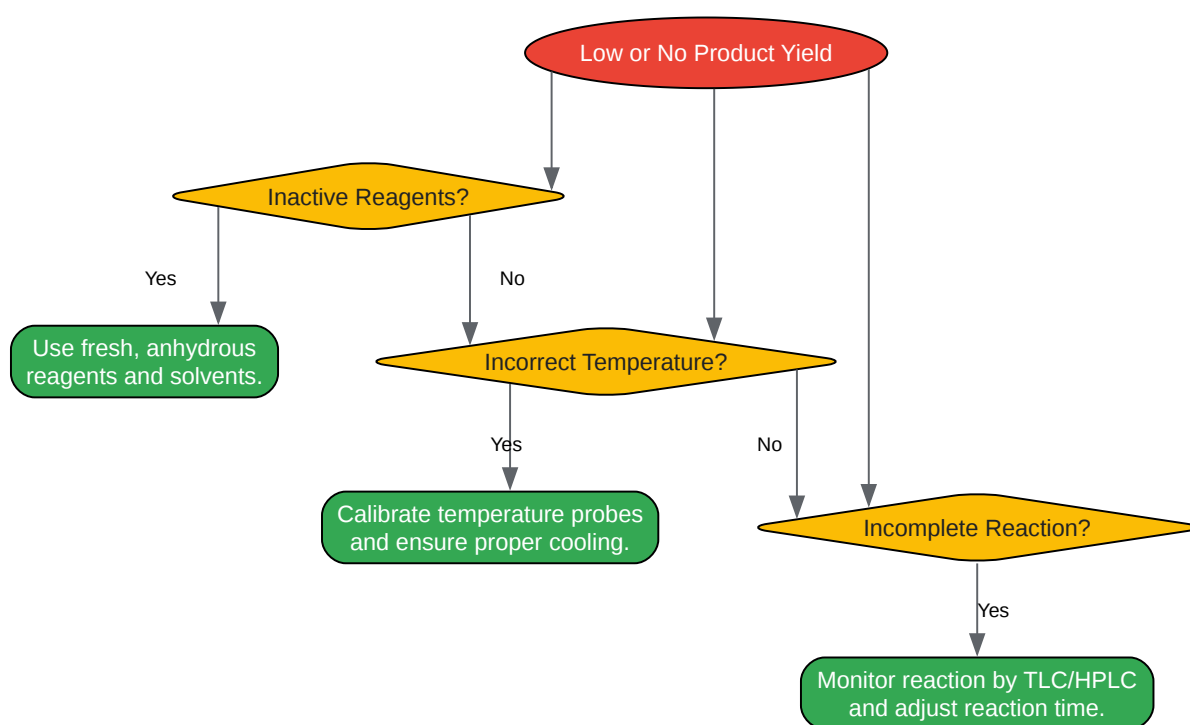 Low or No Product Yield
Inactive Reagents?
Yes
No
Use fresh, anhydrous
reagents and solvents.
Incorrect Temperature?
Yes
No
Calibrate temperature probes
and ensure proper cooling.
Incomplete Reaction?
Yes
Monitor reaction by TLC/HPLC
and adjust reaction time.